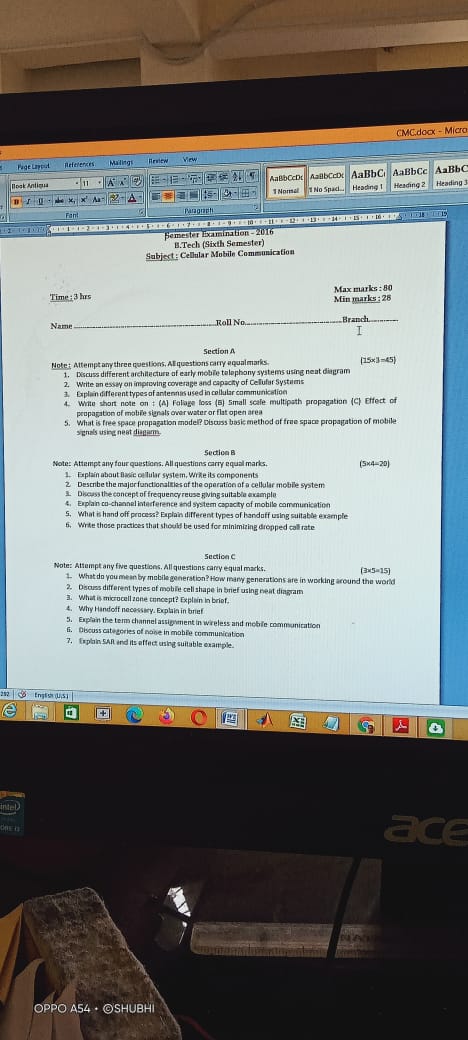 CMC.docx - Micro
Page Layout References Mailings Review View
Book Antiqua 11
AaBbCcDc AaBbCcDc AaBbC AaBbCc AaBbC
¶ Normal ¶ No Spaci... Heading 1 Heading 2 Heading 3
Font Paragraph
Semester Examination - 2016
B.Tech (Sixth Semester)
Subject : Cellular Mobile Communication
Time : 3 hrs
Max marks : 80
Min marks : 28
Name Roll No. Branch
Section A
Note : Attempt any three questions. All questions carry equal marks. (15x3=45)
1. Discuss different architecture of early mobile telephony systems using neat diagram
2. Write an essay on improving coverage and capacity of Cellular Systems
3. Explain different types of antennas used in cellular communication
4. Write short note on : (A) Foliage loss (B) Small scale multipath propagation (C) Effect of
propagation of mobile signals over water or flat open area
5. What is free space propagation model? Discuss basic method of free space propagation of mobile
signals using neat diagarm.
Section B
Note: Attempt any four questions. All questions carry equal marks. (5x4=20)
1. Explain about Basic cellular system. Write its components
2. Describe the major functionalities of the operation of a cellular mobile system
3. Discuss the concept of frequency reuse giving suitable example
4. Explain co-channel interference and system capacity of mobile communication
5. What is hand off process? Explain different types of handoff using suitable example
6. Write those practices that should be used for minimizing dropped call rate
Section C
Note: Attempt any five questions. All questions carry equal marks. (3x5=15)
1. What do you mean by mobile generation? How many generations are in working around the world
2. Discuss different types of mobile cell shape in brief using neat diagram
3. What is microcell zone concept? Explain in brief.
4. Why Handoff necessary. Explain in brief
5. Explain the term channel assignment in wireless and mobile communication
6. Discuss categories of noise in mobile communication
7. Explain SAR and its effect using suitable example.
292 English (U.S.)
intel
CORE i3
acer
OPPO A54 · ©SHUBHI